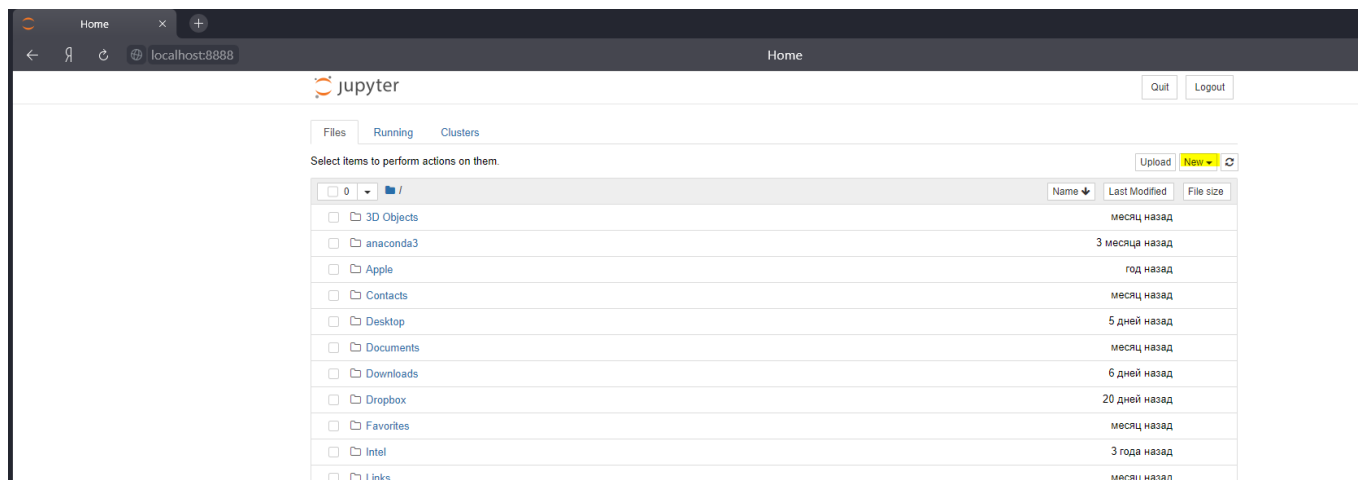 Home
Я localhost:8888 Home
jupyter Quit Logout
Files Running Clusters
Select items to perform actions on them. Upload New
0 / Name Last Modified File size
3D Objects месяц назад
anaconda3 3 месяца назад
Apple год назад
Contacts месяц назад
Desktop 5 дней назад
Documents месяц назад
Downloads 6 дней назад
Dropbox 20 дней назад
Favorites месяц назад
Intel 3 года назад
Links месяц назад